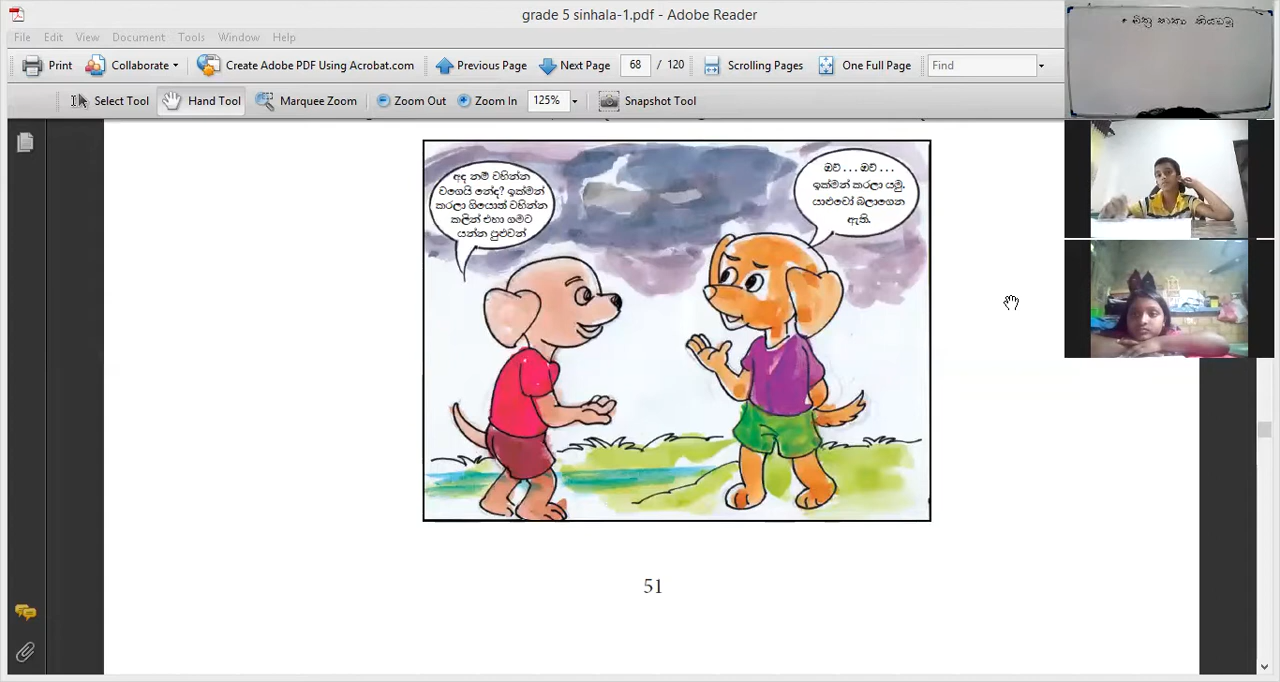 grade 5 sinhala-1.pdf - Adobe Reader
File Edit View Document Tools Window Help
Print Collaborate Create Adobe PDF Using Acrobat.com Previous Page Next Page 68 / 120 Scrolling Pages One Full Page Find
Select Tool Hand Tool Marquee Zoom Zoom Out Zoom In 125% Snapshot Tool
අද නම් වහින්න
වගෙයි නේද? ඉක්මන්
කරලා ගියොත් වහින්න
කලින් එහා ගමට
යන්න පුළුවන්
ඔව් . . . ඔව් . . .
ඉක්මන් කරලා යමු.
යාළුවෝ බලාගෙන
ඇති.
51